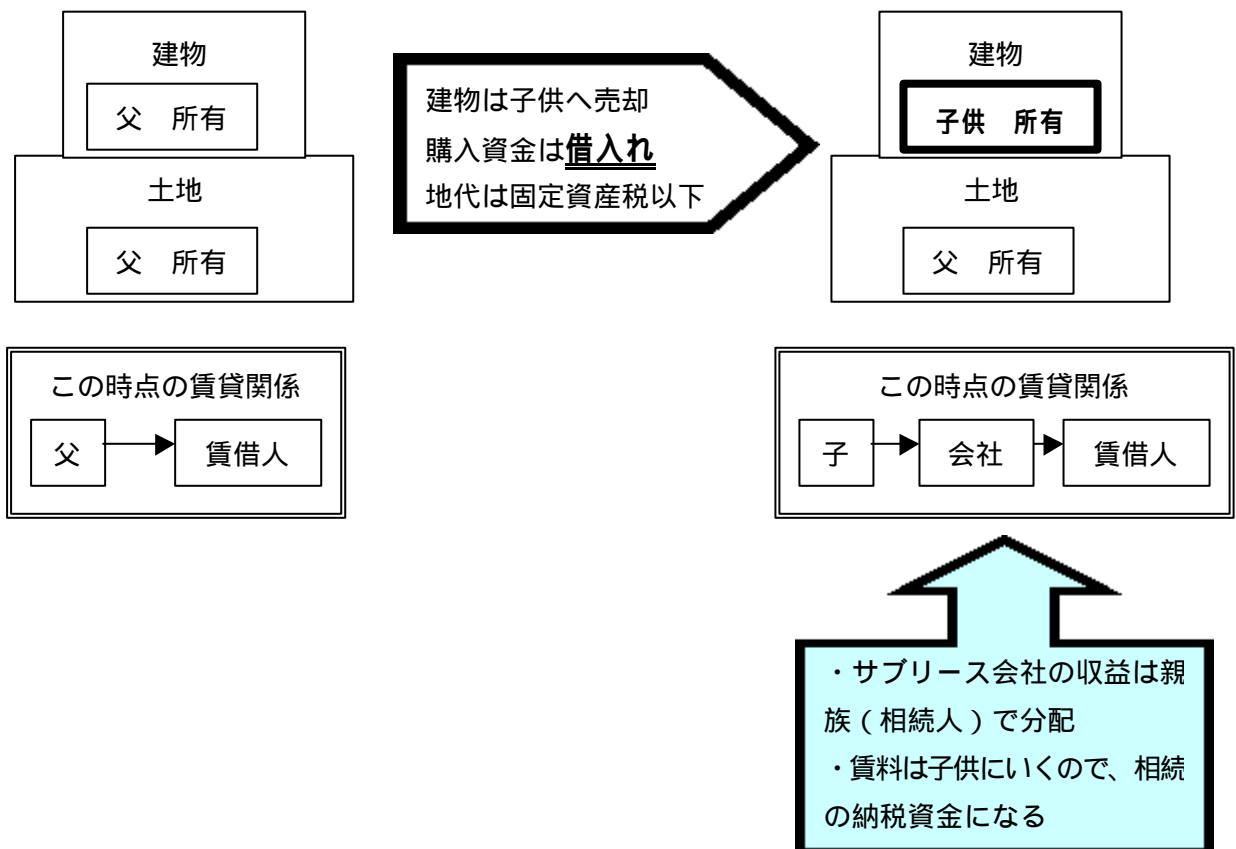 建物
父　所有
土地
父　所有
建物は子供へ売却
購入資金は借入れ
地代は固定資産税以下
建物
子供　所有
土地
父　所有
この時点の賃貸関係
父
賃借人
この時点の賃貸関係
子
会社
賃借人
・サブリース会社の収益は親
族（相続人）で分配
・賃料は子供にいくので、相続
の納税資金になる